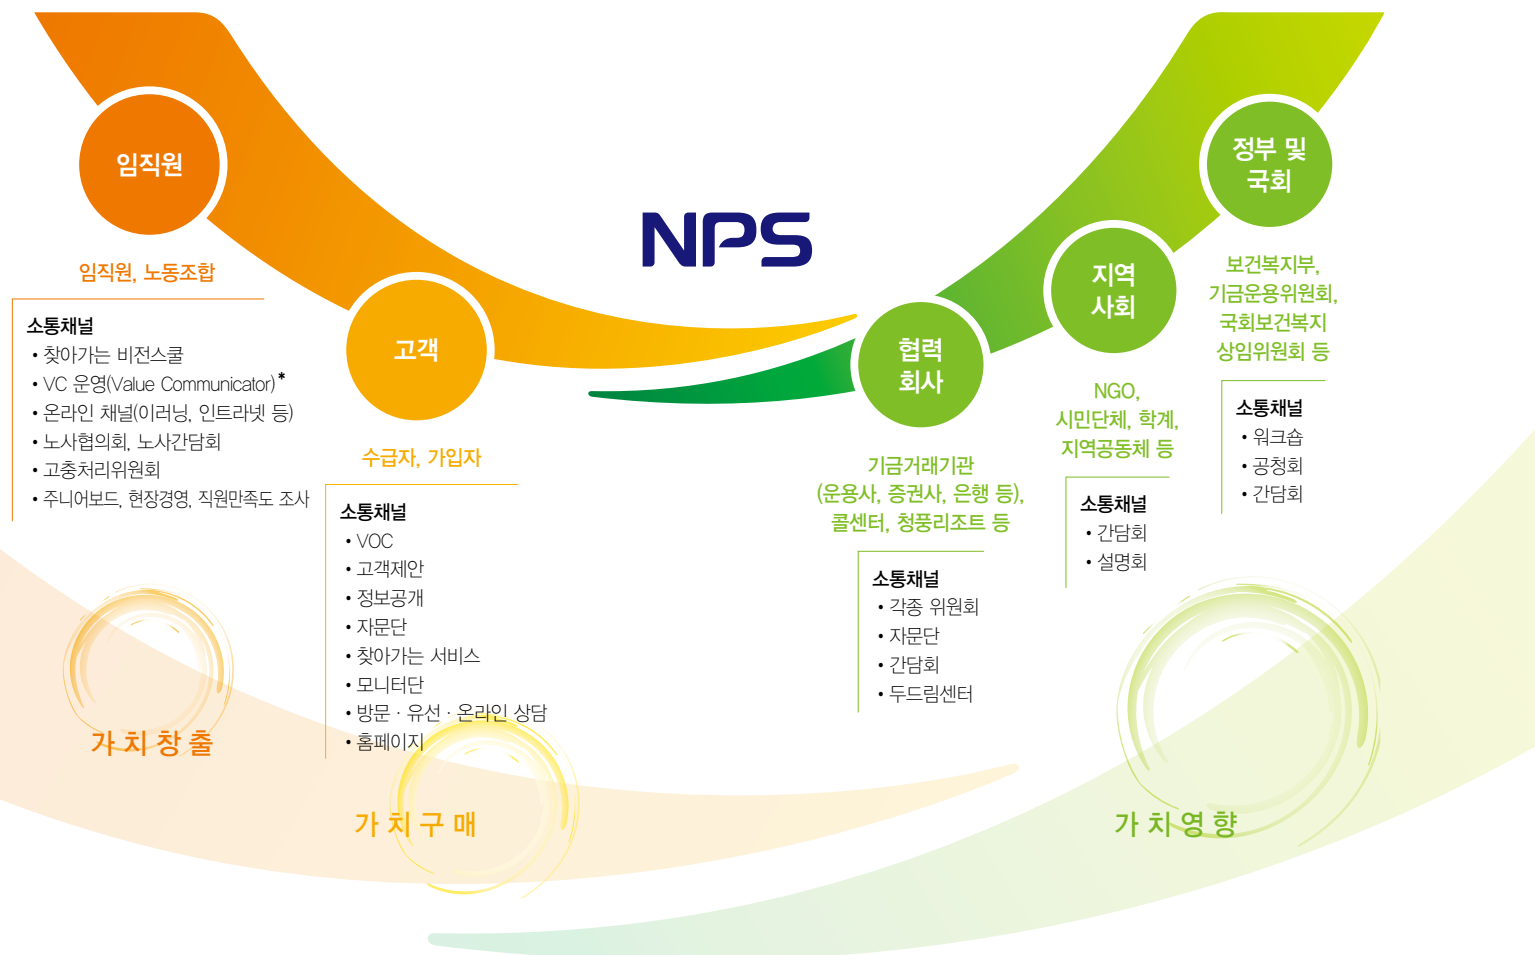 NPS
임직원
임직원, 노동조합
소통채널
• 찾아가는 비전스쿨
• VC 운영(Value Communicator)*
• 온라인 채널(이러닝, 인트라넷 등)
• 노사협의회, 노사간담회
• 고충처리위원회
• 주니어보드, 현장경영, 직원만족도 조사
고객
수급자, 가입자
소통채널
• VOC
• 고객제안
• 정보공개
• 자문단
• 찾아가는 서비스
• 모니터단
• 방문 · 유선 · 온라인 상담
• 홈페이지
협력
회사
기금거래기관
(운용사, 증권사, 은행 등),
콜센터, 청풍리조트 등
소통채널
• 각종 위원회
• 자문단
• 간담회
• 두드림센터
지역
사회
NGO,
시민단체, 학계,
지역공동체 등
소통채널
• 간담회
• 설명회
정부 및
국회
보건복지부,
기금운용위원회,
국회보건복지
상임위원회 등
소통채널
• 워크숍
• 공청회
• 간담회
가치창출
가치구매
가치영향